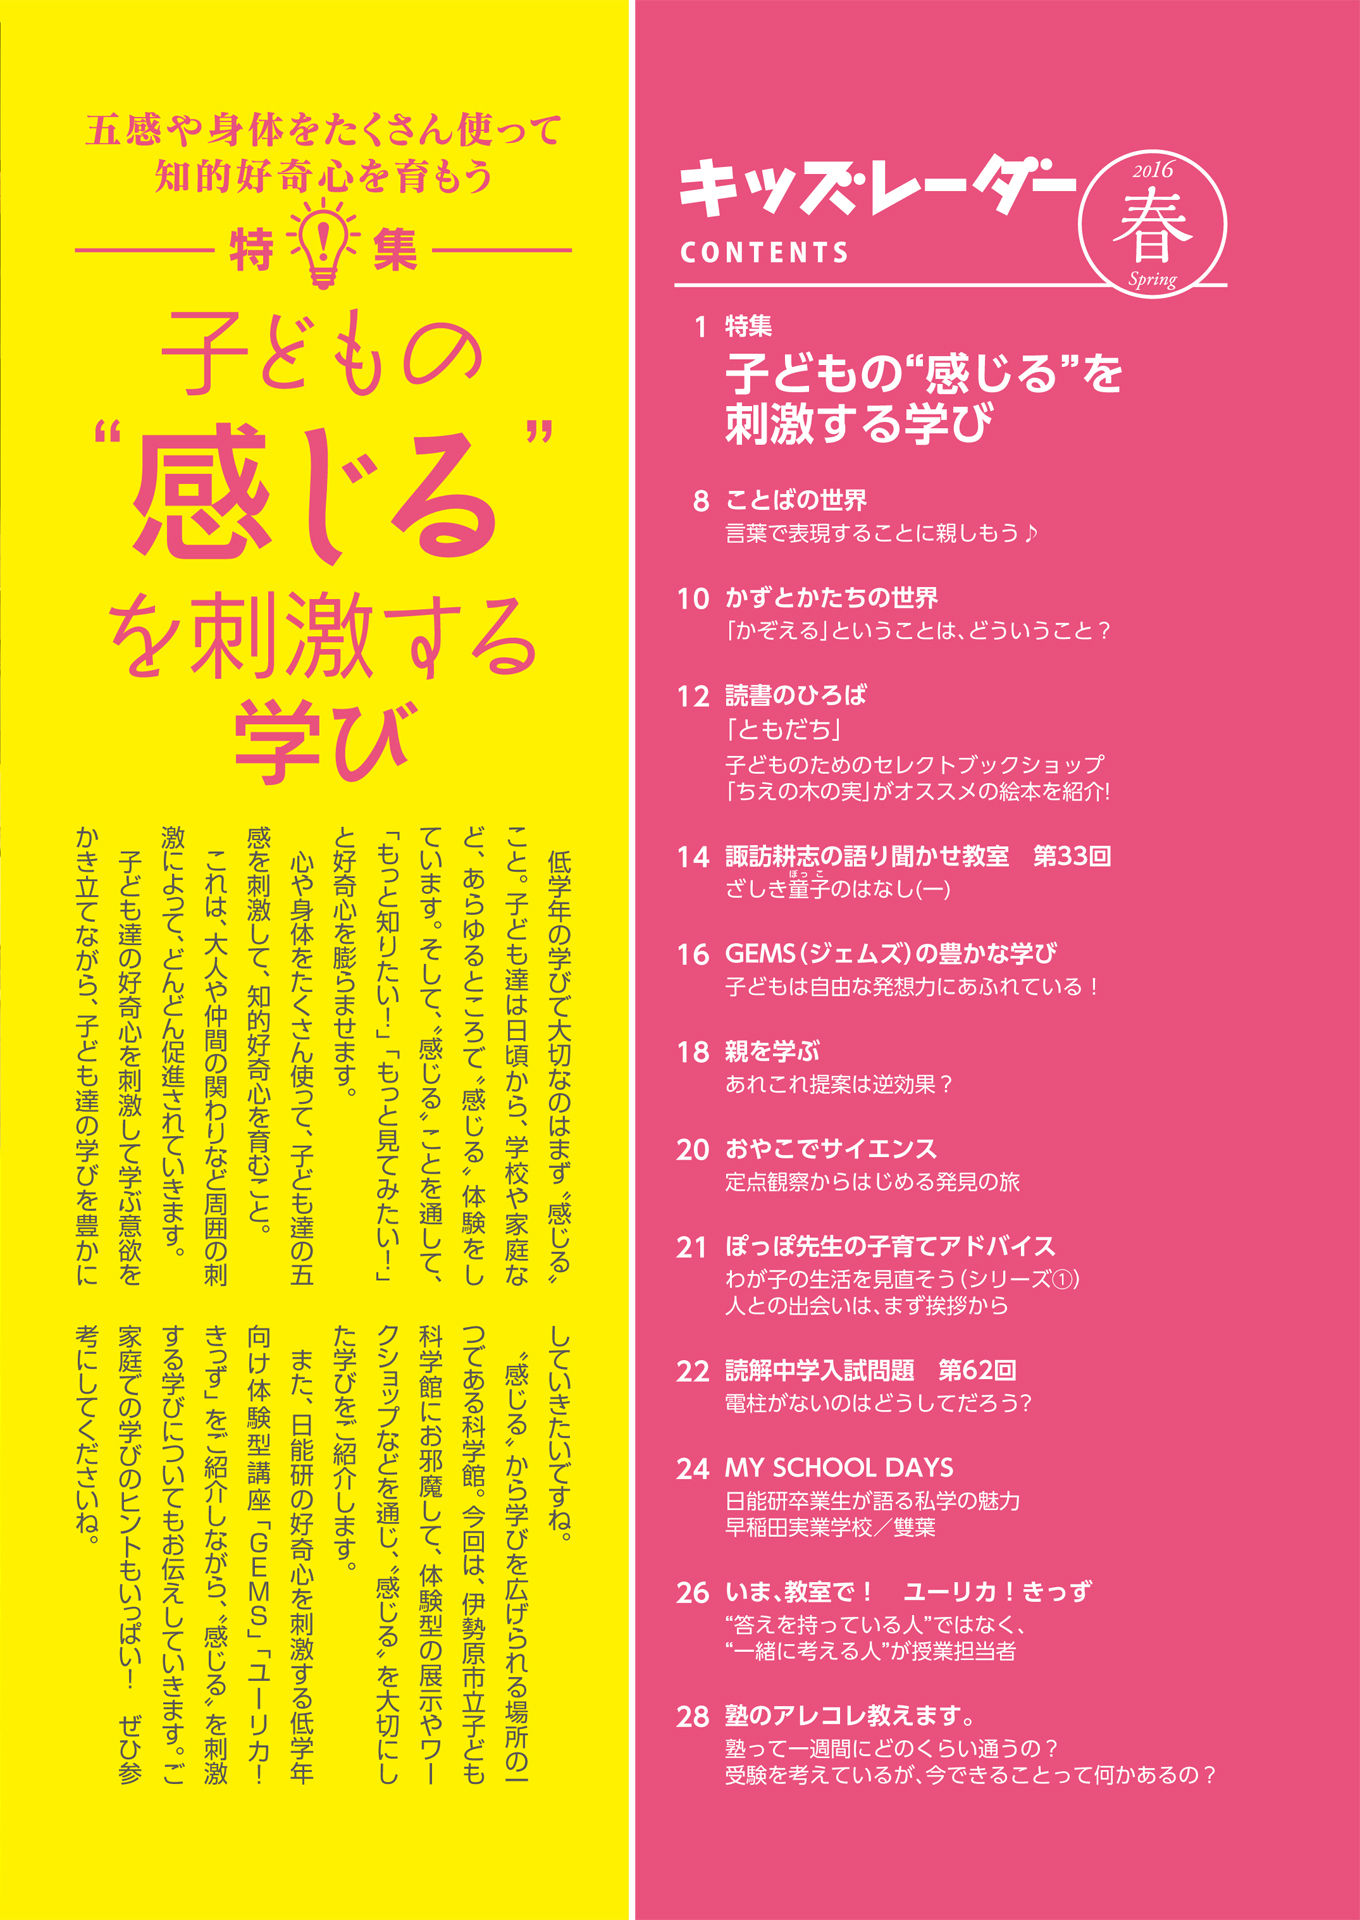 五感や身体をたくさん使って
知的好奇心を育もう
特集
子どもの
“感じる”
を刺激する
学び
低学年の学びで大切なのはまず〝感じる〟
こと。子ども達は日頃から、学校や家庭な
ど、あらゆるところで〝感じる〟体験をし
ています。そして、〝感じる〟ことを通して、
「もっと知りたい！」「もっと見てみたい！」
と好奇心を膨らませます。
心や身体をたくさん使って、子ども達の五
感を刺激して、知的好奇心を育むこと。
これは、大人や仲間の関わりなど周囲の刺
激によって、どんどん促進されていきます。
子ども達の好奇心を刺激して学ぶ意欲を
かき立てながら、子ども達の学びを豊かに
していきたいですね。
〝感じる〟から学びを広げられる場所の一
つである科学館。今回は、伊勢原市立子ども
科学館にお邪魔して、体験型の展示やワー
クショップなどを通じ、〝感じる〟を大切にし
た学びをご紹介します。
また、日能研の好奇心を刺激する低学年
向け体験型講座「GEMS」「ユーリカ！
きっず」をご紹介しながら、〝感じる〟を刺激
する学びについてもお伝えしていきます。ご
家庭での学びのヒントもいっぱい！　ぜひ参
考にしてくださいね。
キッズレーダー
CONTENTS
2016
春
Spring
1 特集
子どもの“感じる”を
刺激する学び
8 ことばの世界
言葉で表現することに親しもう♪
10 かずとかたちの世界
「かぞえる」ということは、どういうこと？
12 読書のひろば
「ともだち」
子どものためのセレクトブックショップ
「ちえの木の実」がオススメの絵本を紹介!
14 諏訪耕志の語り聞かせ教室　第33回
ぼっこ
ざしき童子のはなし(一)
16 GEMS（ジェムズ）の豊かな学び
子どもは自由な発想力にあふれている！
18 親を学ぶ
あれこれ提案は逆効果？
20 おやこでサイエンス
定点観察からはじめる発見の旅
21 ぽっぽ先生の子育てアドバイス
わが子の生活を見直そう（シリーズ①）
人との出会いは、まず挨拶から
22 読解中学入試問題　第62回
電柱がないのはどうしてだろう?
24 MY SCHOOL DAYS
日能研卒業生が語る私学の魅力
早稲田実業学校／雙葉
26 いま、教室で！　ユーリカ！きっず
“答えを持っている人”ではなく、
“一緒に考える人”が授業担当者
28 塾のアレコレ教えます。
塾って一週間にどのくらい通うの？
受験を考えているが、今できることって何かあるの？